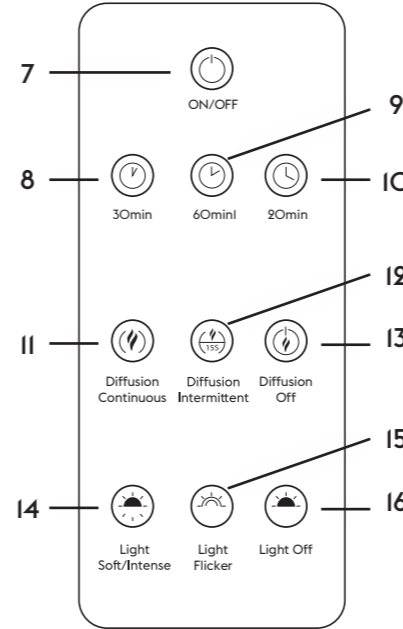 7
ON/OFF
9
8
10
30min 60minl 20min
12
15S
11
13
Diffusion Diffusion Diffusion
Continuous Intermittent Off
15
14
16
Light Light Light Off
Soft/Intense Flicker